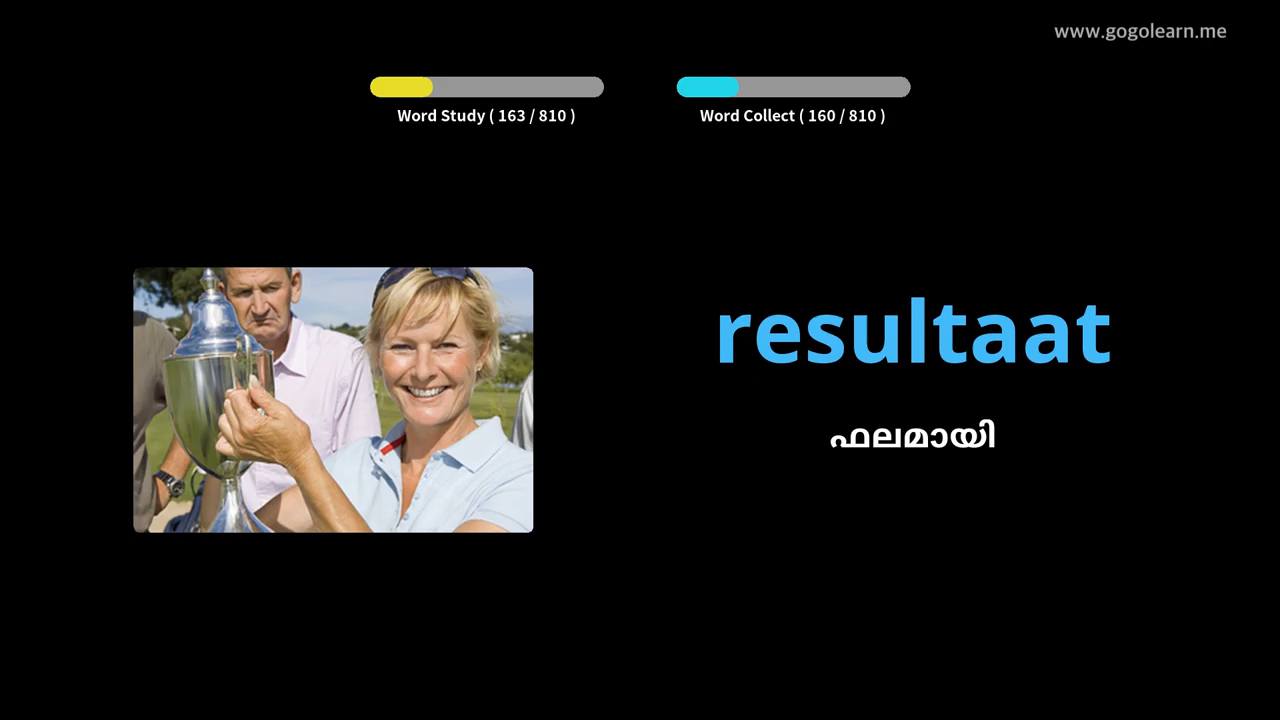 www.gogolearn.me
Word Study ( 163 / 810 )
Word Collect ( 160 / 810 )
resultaat
ഫലമായി